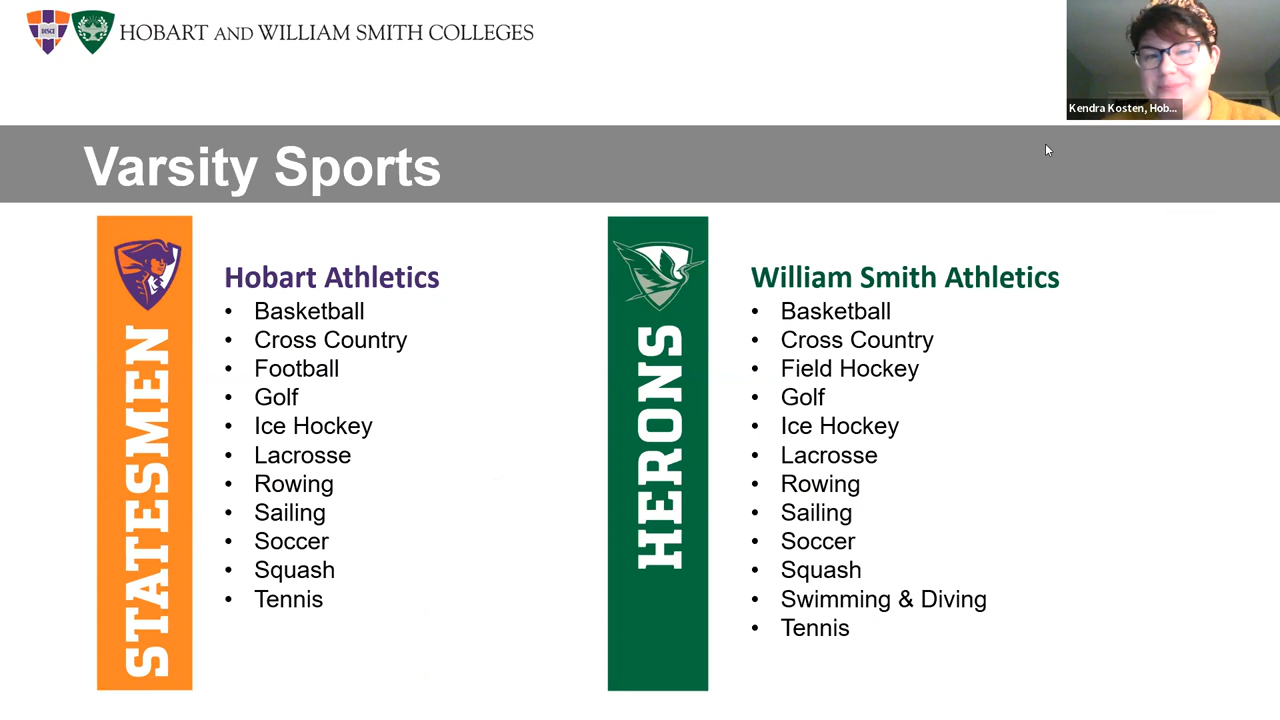 DISCE
HOBART AND WILLIAM SMITH COLLEGES
Kendra Kosten, Hob...
Varsity Sports
STATESMEN
Hobart Athletics
• Basketball
• Cross Country
• Football
• Golf
• Ice Hockey
• Lacrosse
• Rowing
• Sailing
• Soccer
• Squash
• Tennis
HERONS
William Smith Athletics
• Basketball
• Cross Country
• Field Hockey
• Golf
• Ice Hockey
• Lacrosse
• Rowing
• Sailing
• Soccer
• Squash
• Swimming & Diving
• Tennis